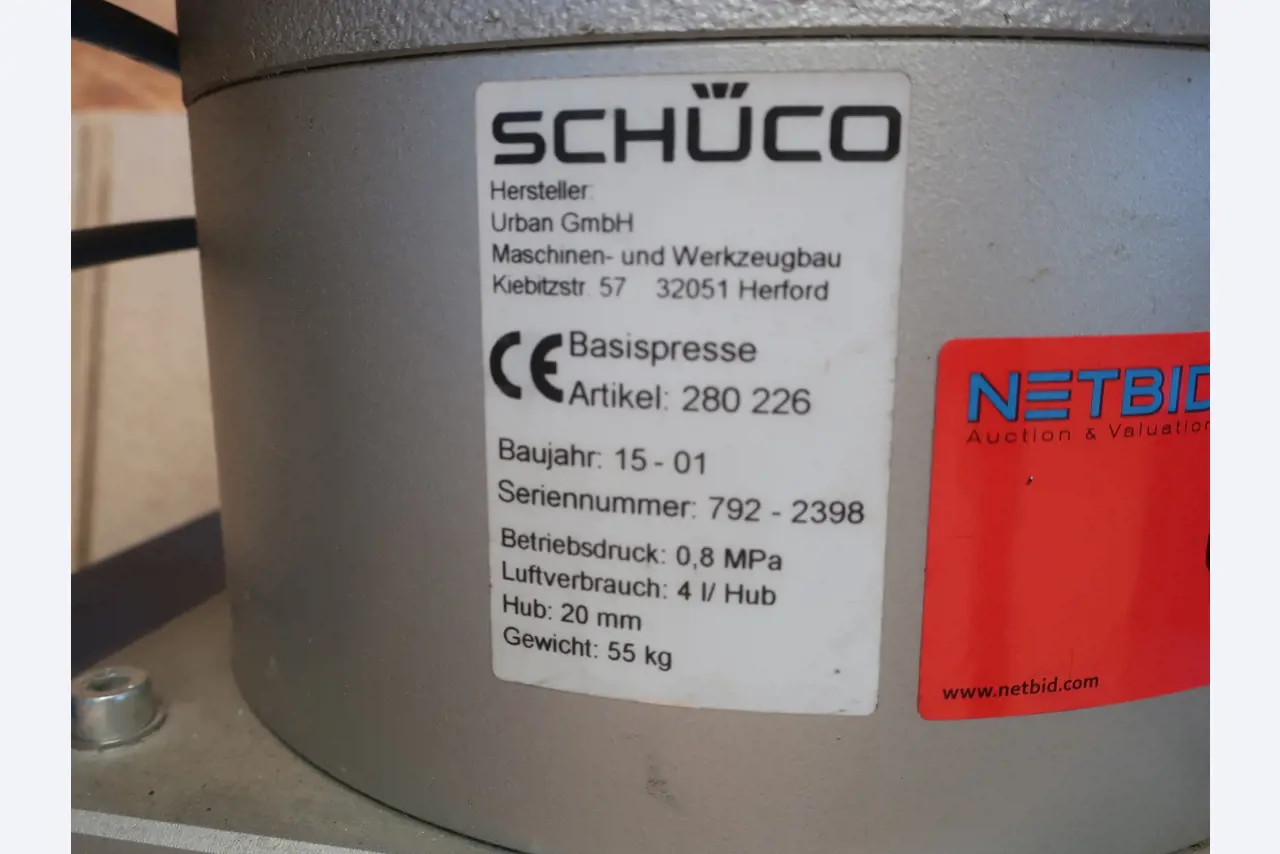 SCHÜCO
Hersteller:
Urban GmbH
Maschinen- und Werkzeugbau
Kiebitzstr. 57 32051 Herford
CE Basispresse
Artikel: 280 226
Baujahr: 15 - 01
Seriennummer: 792 - 2398
Betriebsdruck: 0,8 MPa
Luftverbrauch: 4 l/ Hub
Hub: 20 mm
Gewicht: 55 kg
NETBID
Auction & Valuation
www.netbid.com